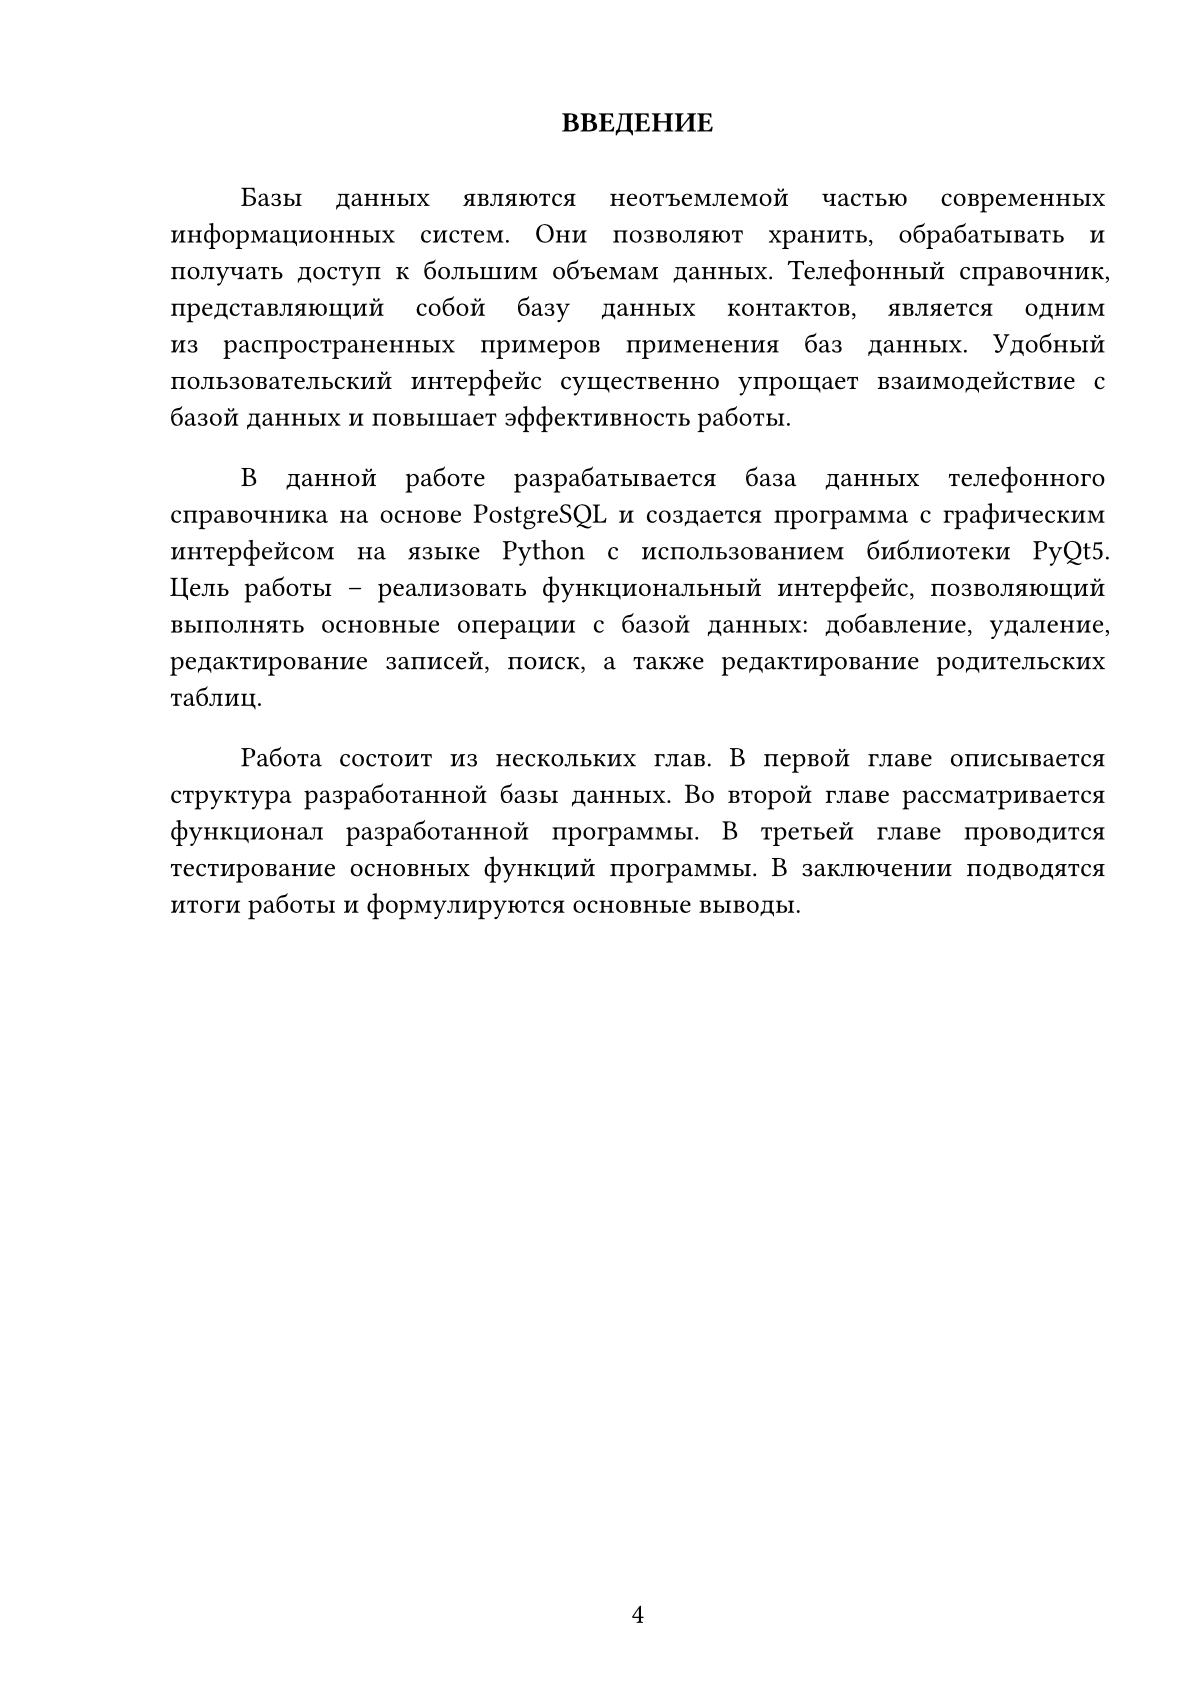 ВВЕДЕНИЕ
Базы данных являются неотъемлемой частью современных
информационных систем. Они позволяют хранить, обрабатывать и
получать доступ к большим объемам данных. Телефонный справочник,
представляющий собой базу данных контактов, является одним
из распространенных примеров применения баз данных. Удобный
пользовательский интерфейс существенно упрощает взаимодействие с
базой данных и повышает эффективность работы.
В данной работе разрабатывается база данных телефонного
справочника на основе PostgreSQL и создается программа с графическим
интерфейсом на языке Python с использованием библиотеки PyQt5.
Цель работы – реализовать функциональный интерфейс, позволяющий
выполнять основные операции с базой данных: добавление, удаление,
редактирование записей, поиск, а также редактирование родительских
таблиц.
Работа состоит из нескольких глав. В первой главе описывается
структура разработанной базы данных. Во второй главе рассматривается
функционал разработанной программы. В третьей главе проводится
тестирование основных функций программы. В заключении подводятся
итоги работы и формулируются основные выводы.
4